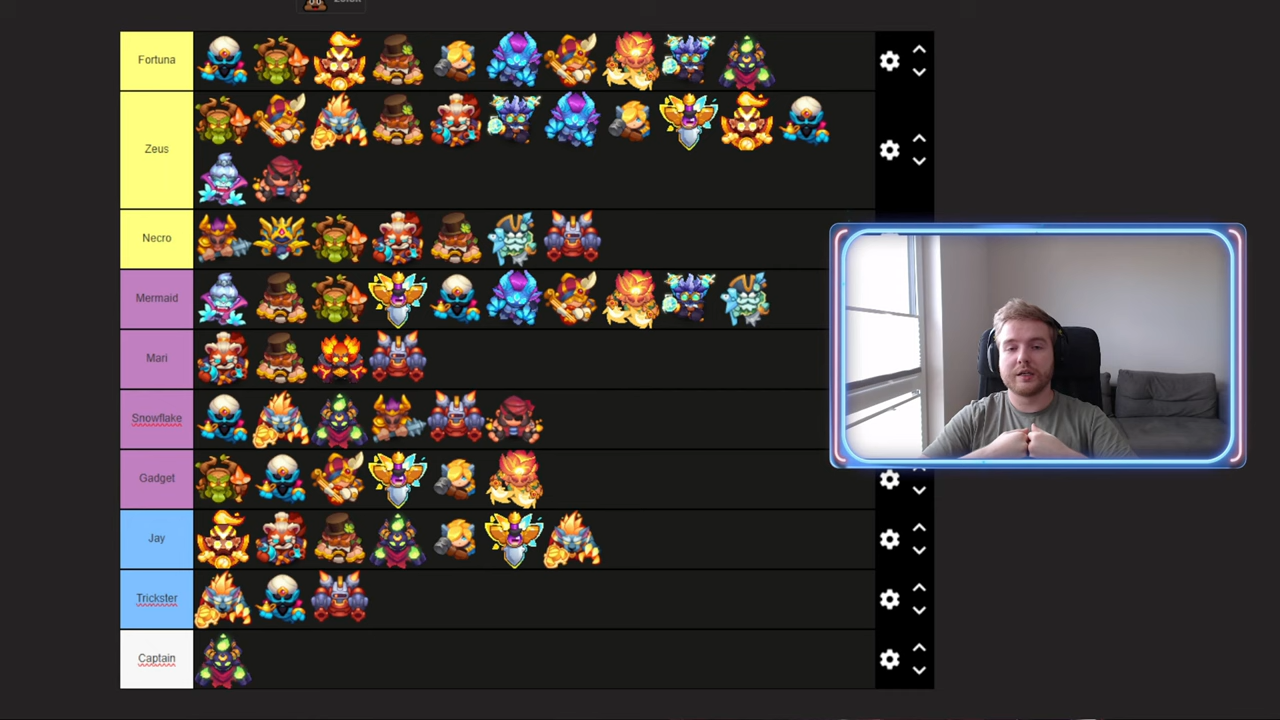 Fortuna
Zeus
Necro
Mermaid
Mari
Snowflake
Gadget
Jay
Trickster
Captain